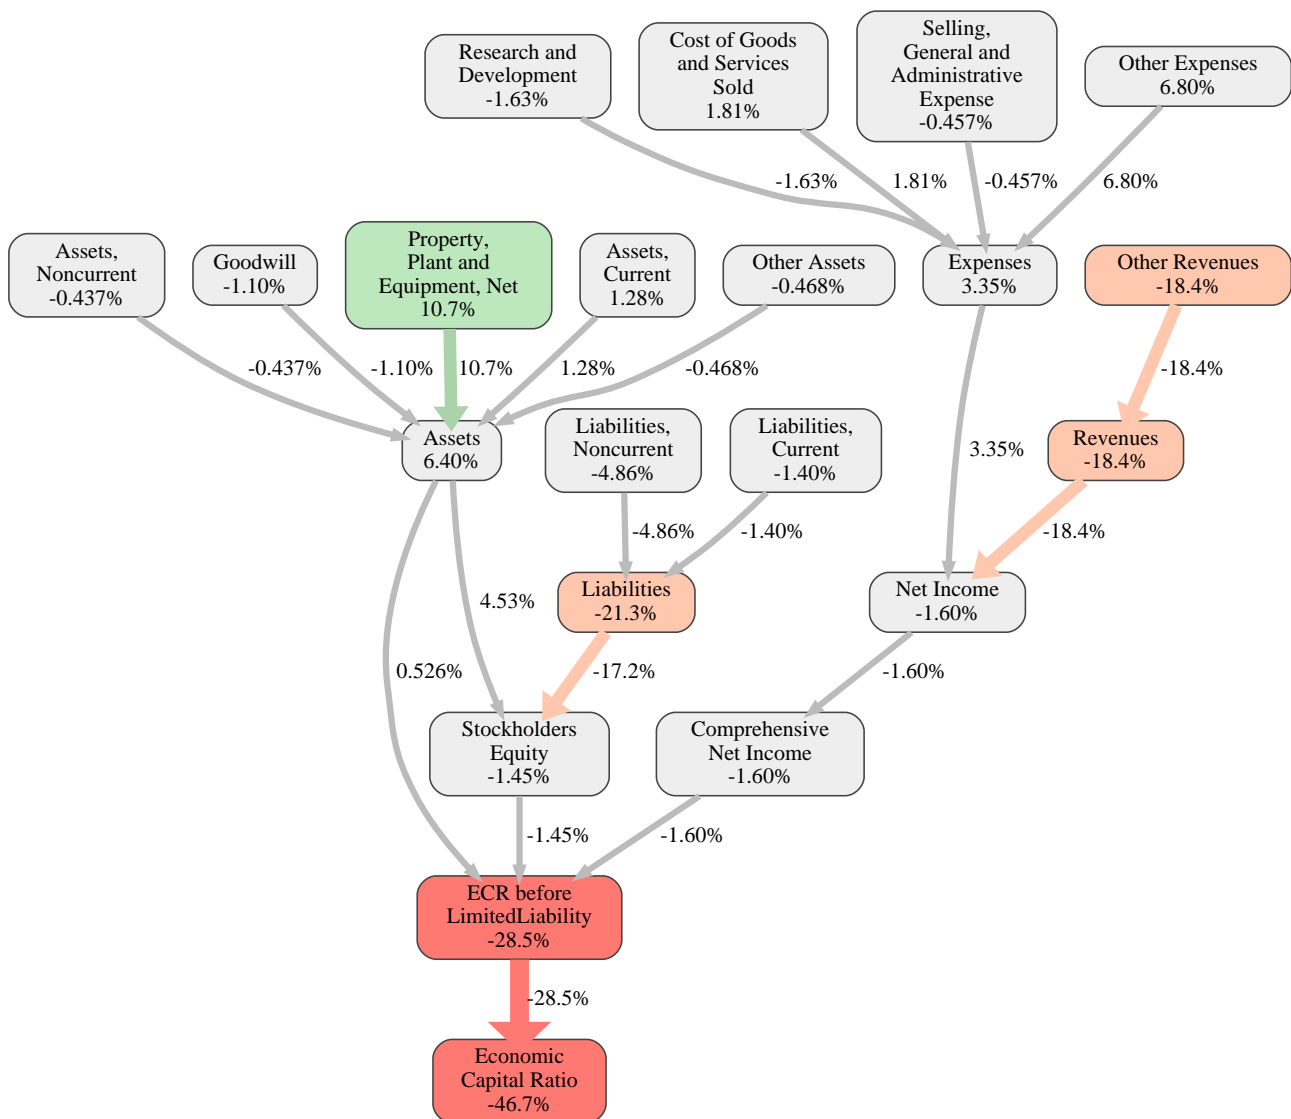 Research and
Development
-1.63%
Cost of Goods
and Services
Sold
1.81%
Selling,
General and
Administrative
Expense
-0.457%
Other Expenses
6.80%
-1.63%
1.81%
-0.457%
6.80%
Assets,
Noncurrent
-0.437%
Goodwill
-1.10%
Property,
Plant and
Equipment, Net
10.7%
Assets,
Current
1.28%
Other Assets
-0.468%
Expenses
3.35%
Other Revenues
-18.4%
-0.437%
-1.10%
10.7%
1.28%
-0.468%
-18.4%
Assets
6.40%
Liabilities,
Noncurrent
-4.86%
Liabilities,
Current
-1.40%
3.35%
Revenues
-18.4%
-4.86%
-1.40%
-18.4%
4.53%
Liabilities
-21.3%
Net Income
-1.60%
0.526%
-17.2%
-1.60%
Stockholders
Equity
-1.45%
Comprehensive
Net Income
-1.60%
-1.45%
-1.60%
ECR before
LimitedLiability
-28.5%
-28.5%
Economic
Capital Ratio
-46.7%